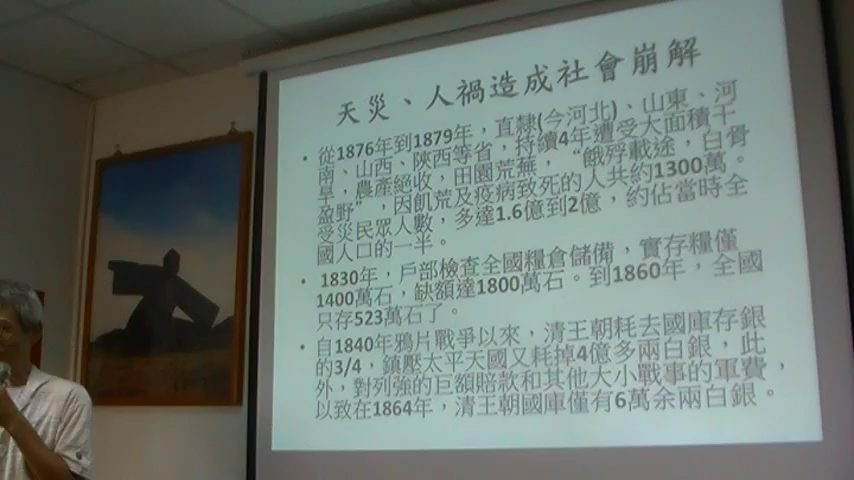 天災、人禍造成社會崩解
• 從1876年到1879年，直隸(今河北)、山東、河
南、山西、陝西等省，持續4年遭受大面積十
旱，農產絕收，田園荒蕪，“餓殍載途，白骨
盈野”，因飢荒及疫病致死的人共約1300萬。
受災民眾人數，多達1.6億到2億，約佔當時全
國人口的一半。
• 1830年，戶部檢查全國糧倉儲備，實存糧僅
1400萬石，缺額達1800萬石。到1860年，全國
只存523萬石了。
• 自1840年鴉片戰爭以來，清王朝耗去國庫存銀
的3/4，鎮壓太平天國又耗掉4億多兩白銀，此
外，對列強的巨額賠款和其他大小戰事的軍費，
以致在1864年，清王朝國庫僅有6萬余兩白銀。